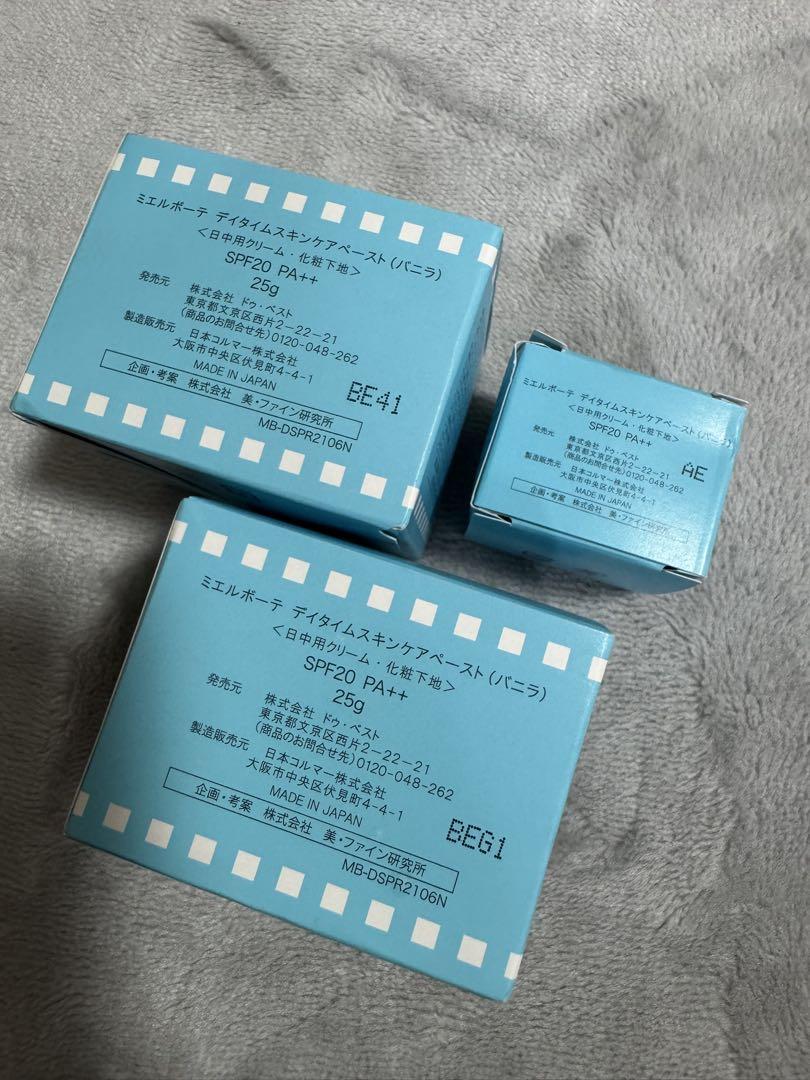 ミエルボーテ デイタイムスキンケアペースト(バニラ)
<日中用クリーム・化粧下地>
SPF20 PA++
25g
発売元 株式会社 ドゥ・ベスト
東京都文京区西片2-22-21
(商品のお問合せ先)0120-048-262
製造販売元 日本コルマー株式会社
大阪市中央区伏見町4-4-1
MADE IN JAPAN
企画・考案 株式会社 美・ファイン研究所
MB-DSPR2106N
BE41
ミエルボーテ デイタイムスキンケアペースト(バニラ)
<日中用クリーム・化粧下地>
SPF20 PA++
発売元 株式会社 ドゥ・ベスト
東京都文京区西片2-22-21
(商品のお問合せ先)0120-048-262
製造販売元 日本コルマー株式会社
大阪市中央区伏見町4-4-1
MADE IN JAPAN
企画・考案 株式会社 美・ファイン研究所
AE
ミエルボーテ デイタイムスキンケアペースト(バニラ)
<日中用クリーム・化粧下地>
SPF20 PA++
25g
発売元 株式会社 ドゥ・ベスト
東京都文京区西片2-22-21
(商品のお問合せ先)0120-048-262
製造販売元 日本コルマー株式会社
大阪市中央区伏見町4-4-1
MADE IN JAPAN
企画・考案 株式会社 美・ファイン研究所
MB-DSPR2106N
BEG1